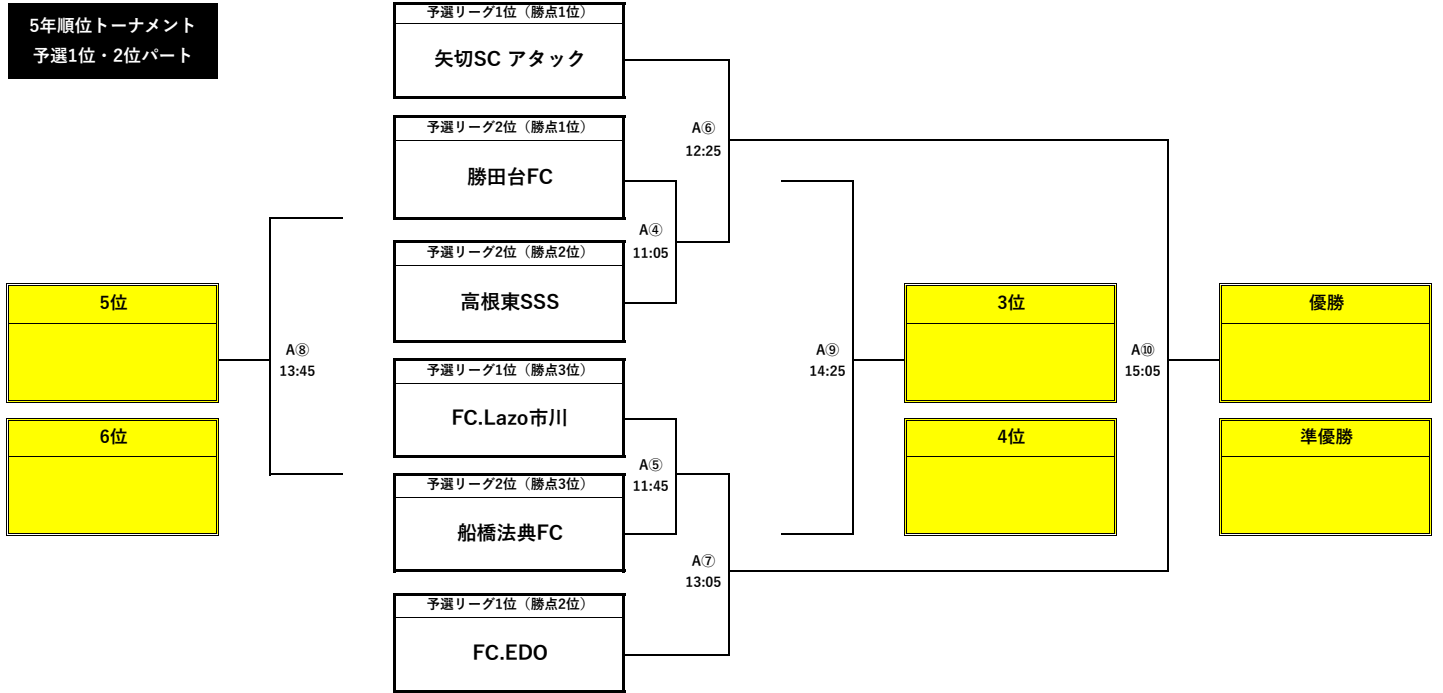 5年順位トーナメント
予選1位・2位パート
予選リーグ1位（勝点1位）
矢切SC アタック
予選リーグ2位（勝点1位）
勝田台FC
予選リーグ2位（勝点2位）
高根東SSS
予選リーグ1位（勝点3位）
FC.Lazo市川
予選リーグ2位（勝点3位）
船橋法典FC
予選リーグ1位（勝点2位）
FC.EDO
A④
11:05
A⑤
11:45
A⑥
12:25
A⑦
13:05
A⑧
13:45
5位
6位
A⑨
14:25
3位
4位
A⑩
15:05
優勝
準優勝